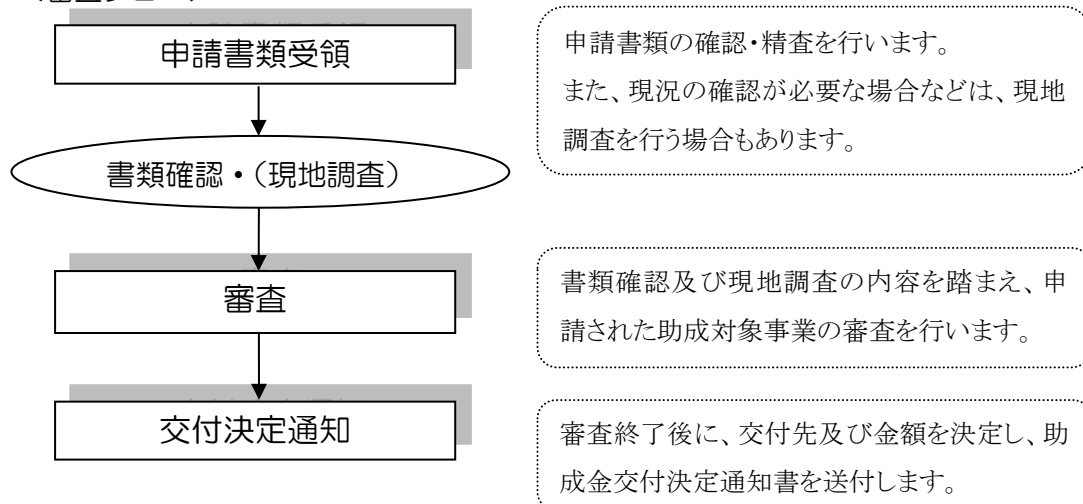 申請書類受領
申請書類の確認・精査を行います。
また、現況の確認が必要な場合などは、現地
調査を行う場合もあります。
書類確認・（現地調査）
審査
書類確認及び現地調査の内容を踏まえ、申
請された助成対象事業の審査を行います。
交付決定通知
審査終了後に、交付先及び金額を決定し、助
成金交付決定通知書を送付します。